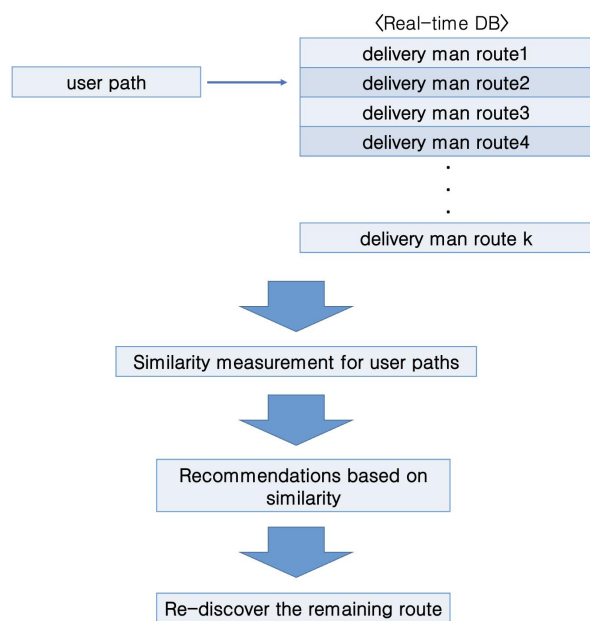 〈Real-time DB〉
delivery man route1
user path
delivery man route2
delivery man route3
delivery man route4
.
.
.
delivery man route k
Similarity measurement for user paths
Recommendations based on
similarity
Re-discover the remaining route